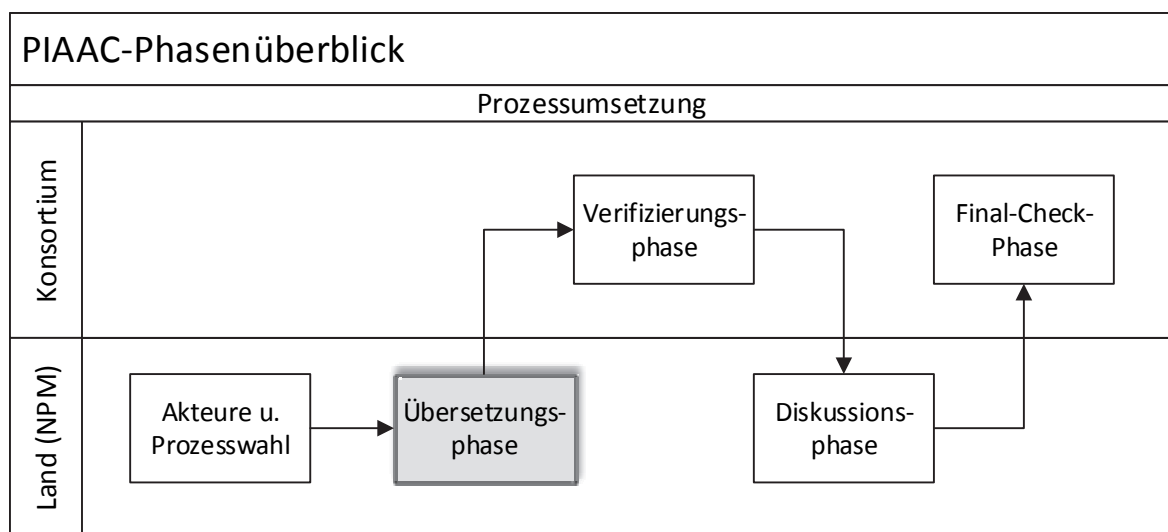 PIAAC-Phasenüberblick
Prozessumsetzung
Konsortium
Verifizierungs-
phase
Final-Check-
Phase
Land (NPM)
Akteure u.
Prozesswahl
Übersetzungs-
phase
Diskussions-
phase